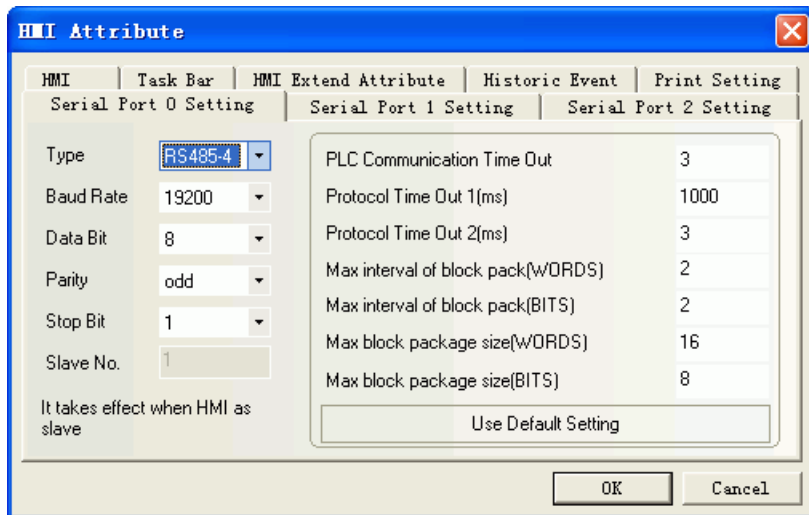 HMI Attribute
HMI Task Bar HMI Extend Attribute Historic Event Print Setting
Serial Port 0 Setting Serial Port 1 Setting Serial Port 2 Setting
Type RS485-4
Baud Rate 19200
Data Bit 8
Parity odd
Stop Bit 1
Slave No. 1
It takes effect when HMI as
slave
PLC Communication Time Out 3
Protocol Time Out 1(ms) 1000
Protocol Time Out 2(ms) 3
Max interval of block pack(WORDS) 2
Max interval of block pack(BITS) 2
Max block package size(WORDS) 16
Max block package size(BITS) 8
Use Default Setting
OK Cancel